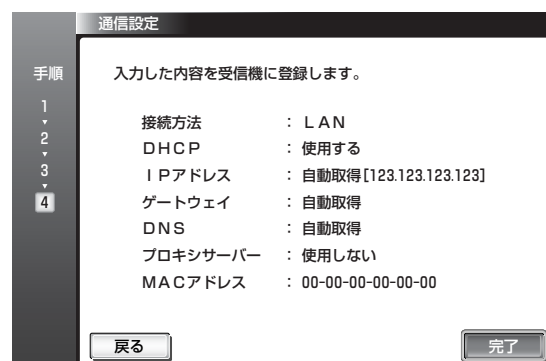 通信設定
手順
1
2
3
4
入力した内容を受信機に登録します。
接続方法 : LAN
DHCP : 使用する
IPアドレス : 自動取得[123.123.123.123]
ゲートウェイ : 自動取得
DNS : 自動取得
プロキシサーバー : 使用しない
MACアドレス : 00-00-00-00-00-00
戻る
完了